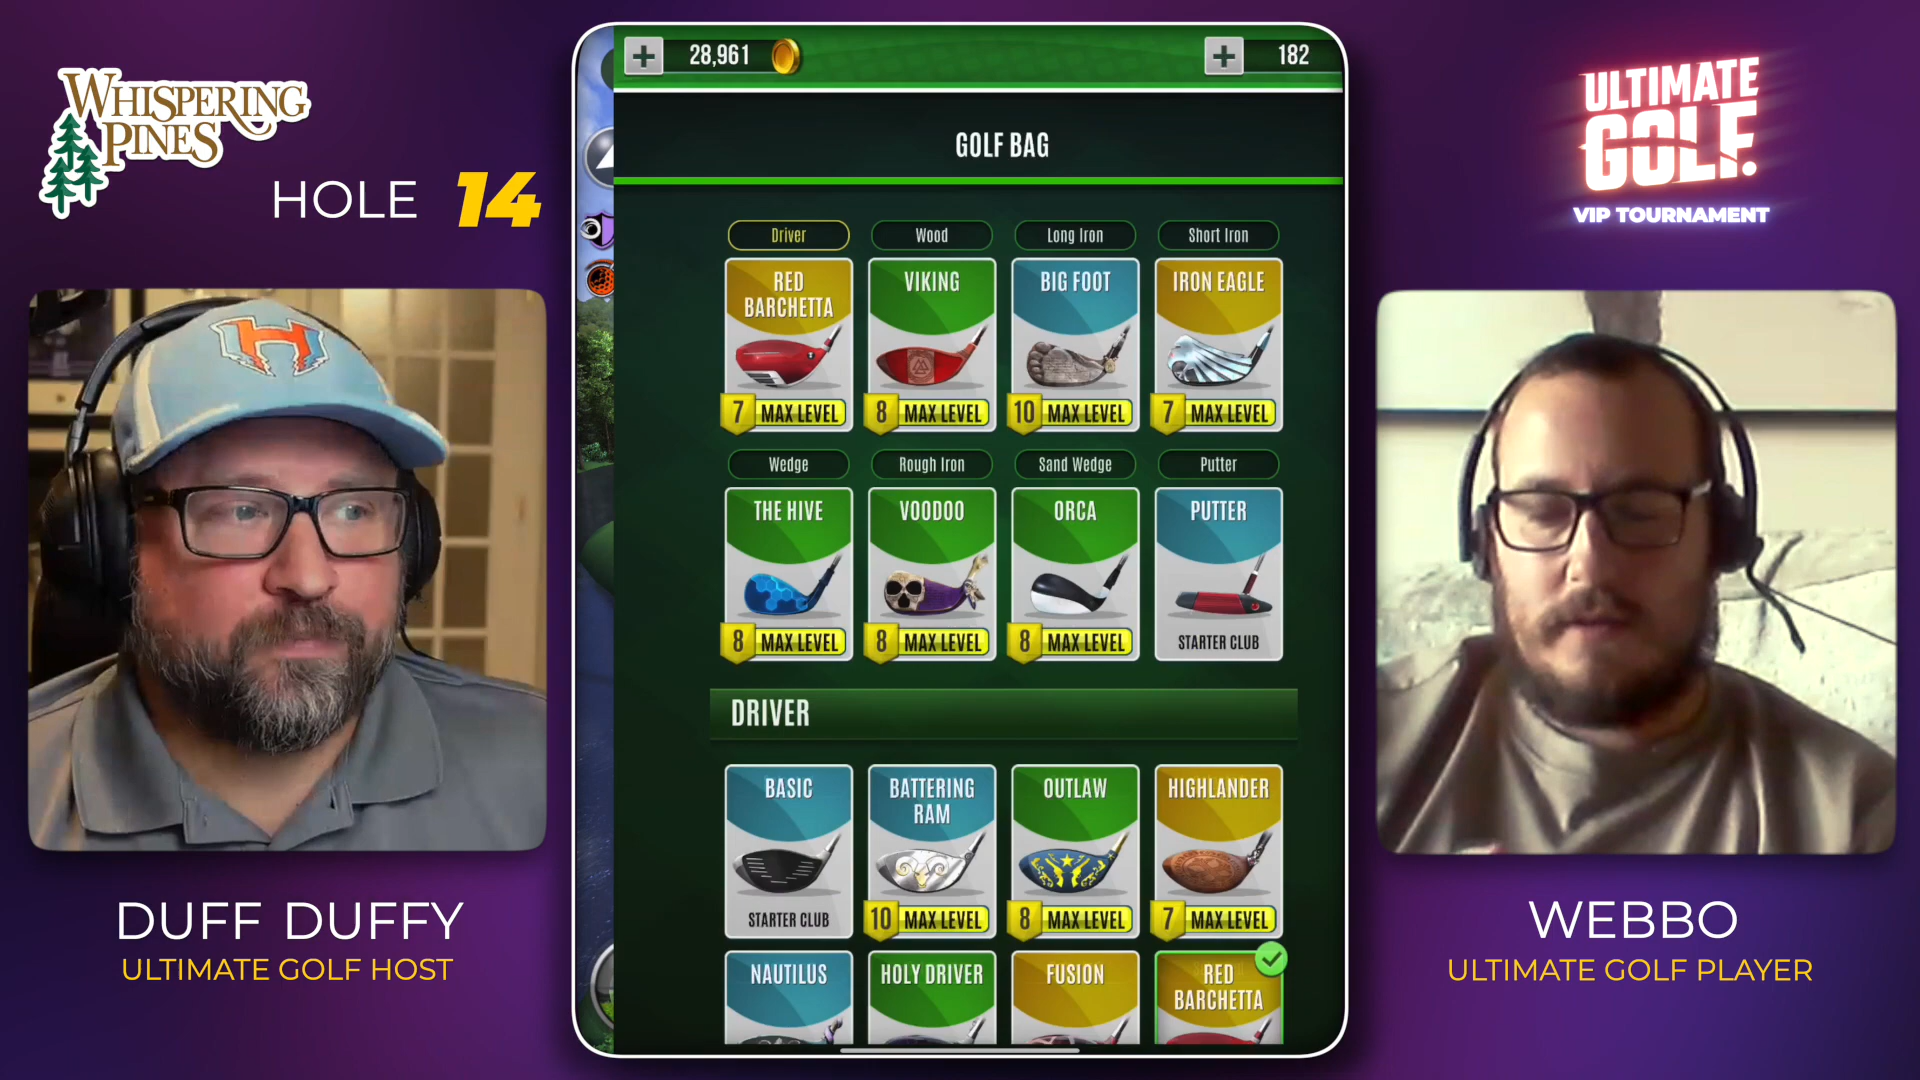 WHISPERING
PINES
HOLE 14
DUFF DUFFY
ULTIMATE GOLF HOST
28,961
182
GOLF BAG
Driver
Wood
Long Iron
Short Iron
RED
BARCHETTA
VIKING
BIG FOOT
IRON EAGLE
7 MAX LEVEL
8 MAX LEVEL
10 MAX LEVEL
7 MAX LEVEL
Wedge
Rough Iron
Sand Wedge
Putter
THE HIVE
VOODOO
ORCA
PUTTER
8 MAX LEVEL
8 MAX LEVEL
8 MAX LEVEL
STARTER CLUB
DRIVER
BASIC
BATTERING
RAM
OUTLAW
HIGHLANDER
STARTER CLUB
10 MAX LEVEL
8 MAX LEVEL
7 MAX LEVEL
NAUTILUS
HOLY DRIVER
FUSION
RED
BARCHETTA
ULTIMATE
GOLF.
VIP TOURNAMENT
WEBBO
ULTIMATE GOLF PLAYER